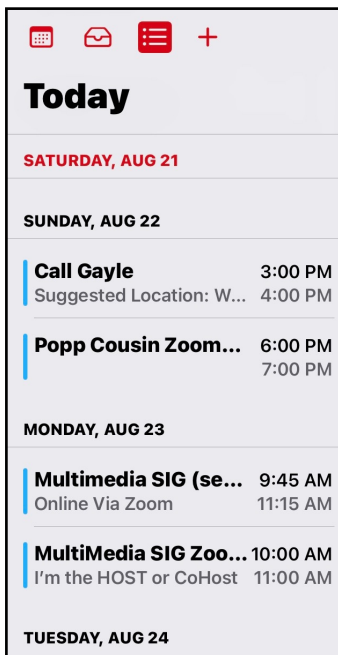 Today
SATURDAY, AUG 21
SUNDAY, AUG 22
Call Gayle 3:00 PM
Suggested Location: W... 4:00 PM
Popp Cousin Zoom... 6:00 PM
7:00 PM
MONDAY, AUG 23
Multimedia SIG (se... 9:45 AM
Online Via Zoom 11:15 AM
MultiMedia SIG Zoo... 10:00 AM
I'm the HOST or CoHost 11:00 AM
TUESDAY, AUG 24